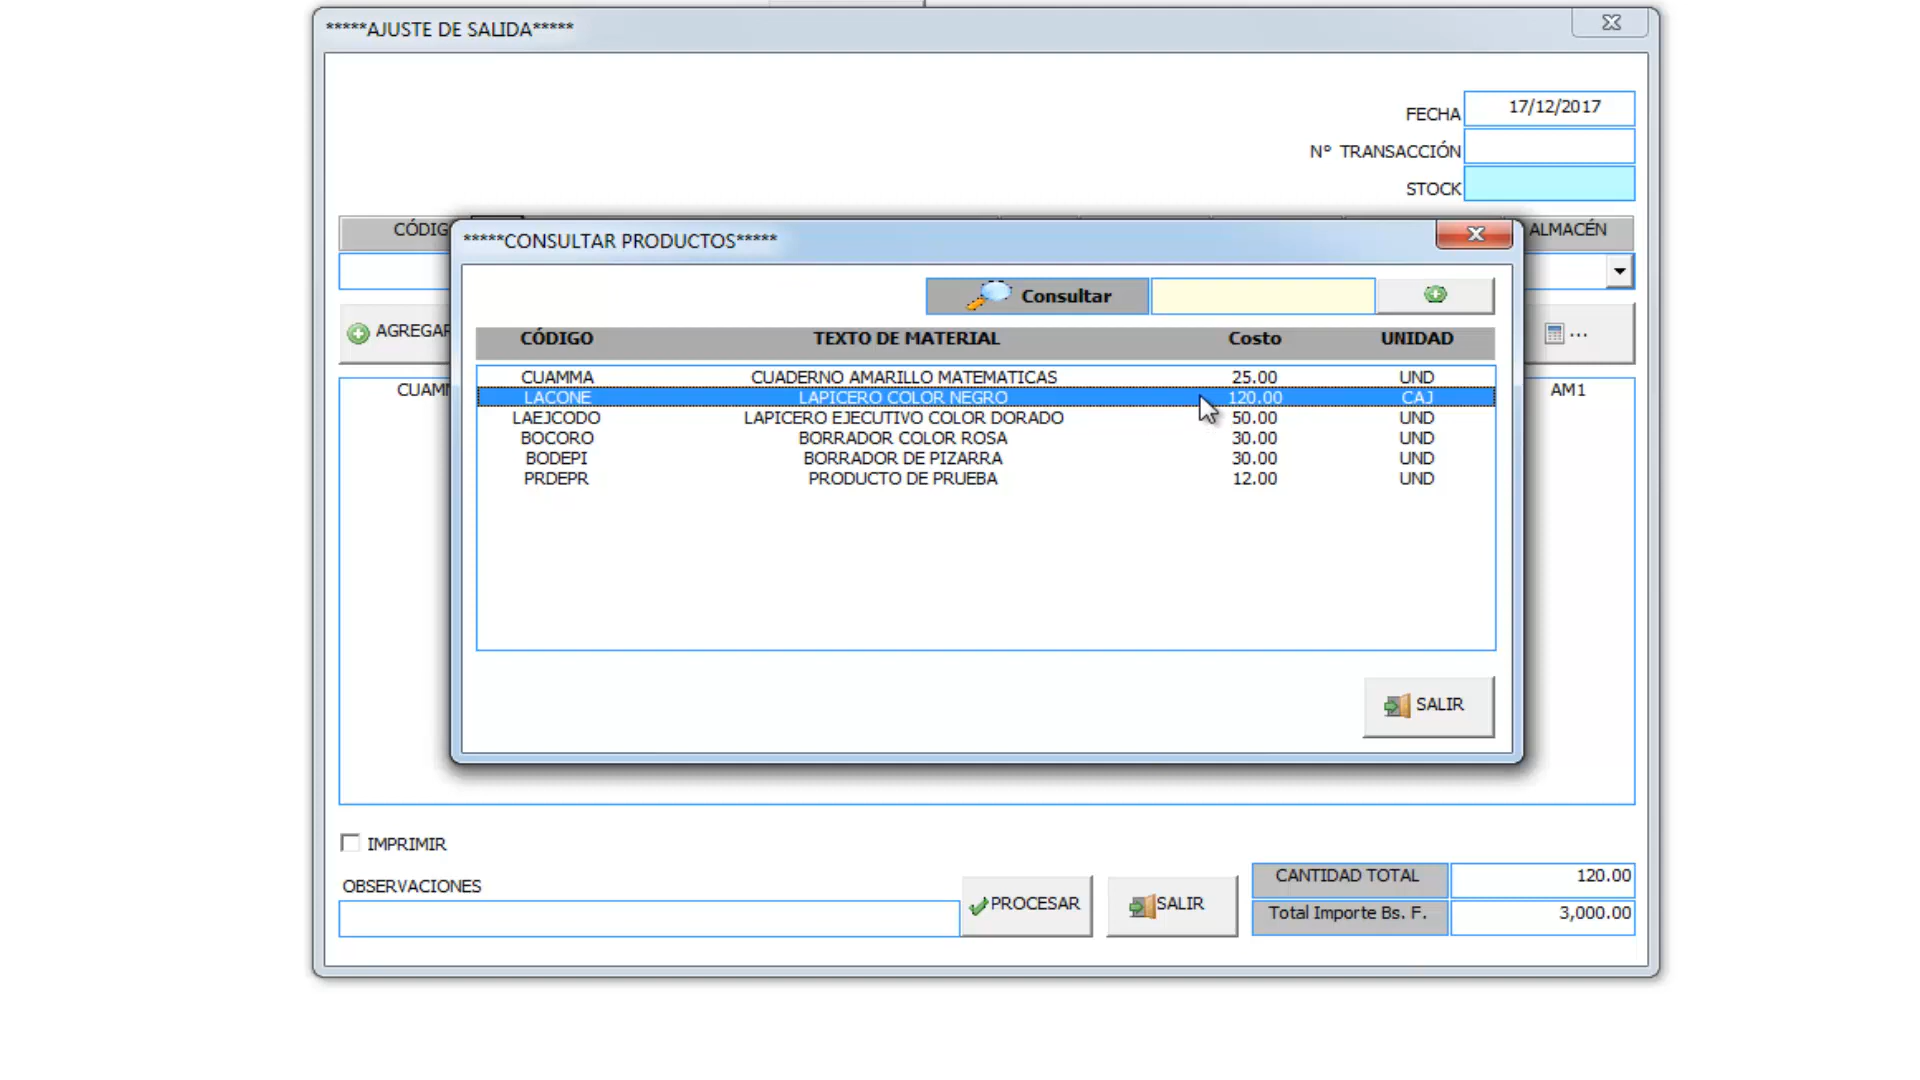 *****AJUSTE DE SALIDA*****
FECHA 17/12/2017
N° TRANSACCIÓN
STOCK
ALMACÉN
*****CONSULTAR PRODUCTOS*****
Consultar
CÓDIGO TEXTO DE MATERIAL Costo UNIDAD
CUAMMA CUADERNO AMARILLO MATEMATICAS 25.00 UND
LACONE LAPICERO COLOR NEGRO 120.00 CAJ
LAEJCODO LAPICERO EJECUTIVO COLOR DORADO 50.00 UND
BOCORO BORRADOR COLOR ROSA 30.00 UND
BODEPI BORRADOR DE PIZARRA 30.00 UND
PRDEPR PRODUCTO DE PRUEBA 12.00 UND
SALIR
AGREGAR
...
AM1
IMPRIMIR
OBSERVACIONES
PROCESAR
SALIR
CANTIDAD TOTAL 120.00
Total Importe Bs. F. 3,000.00